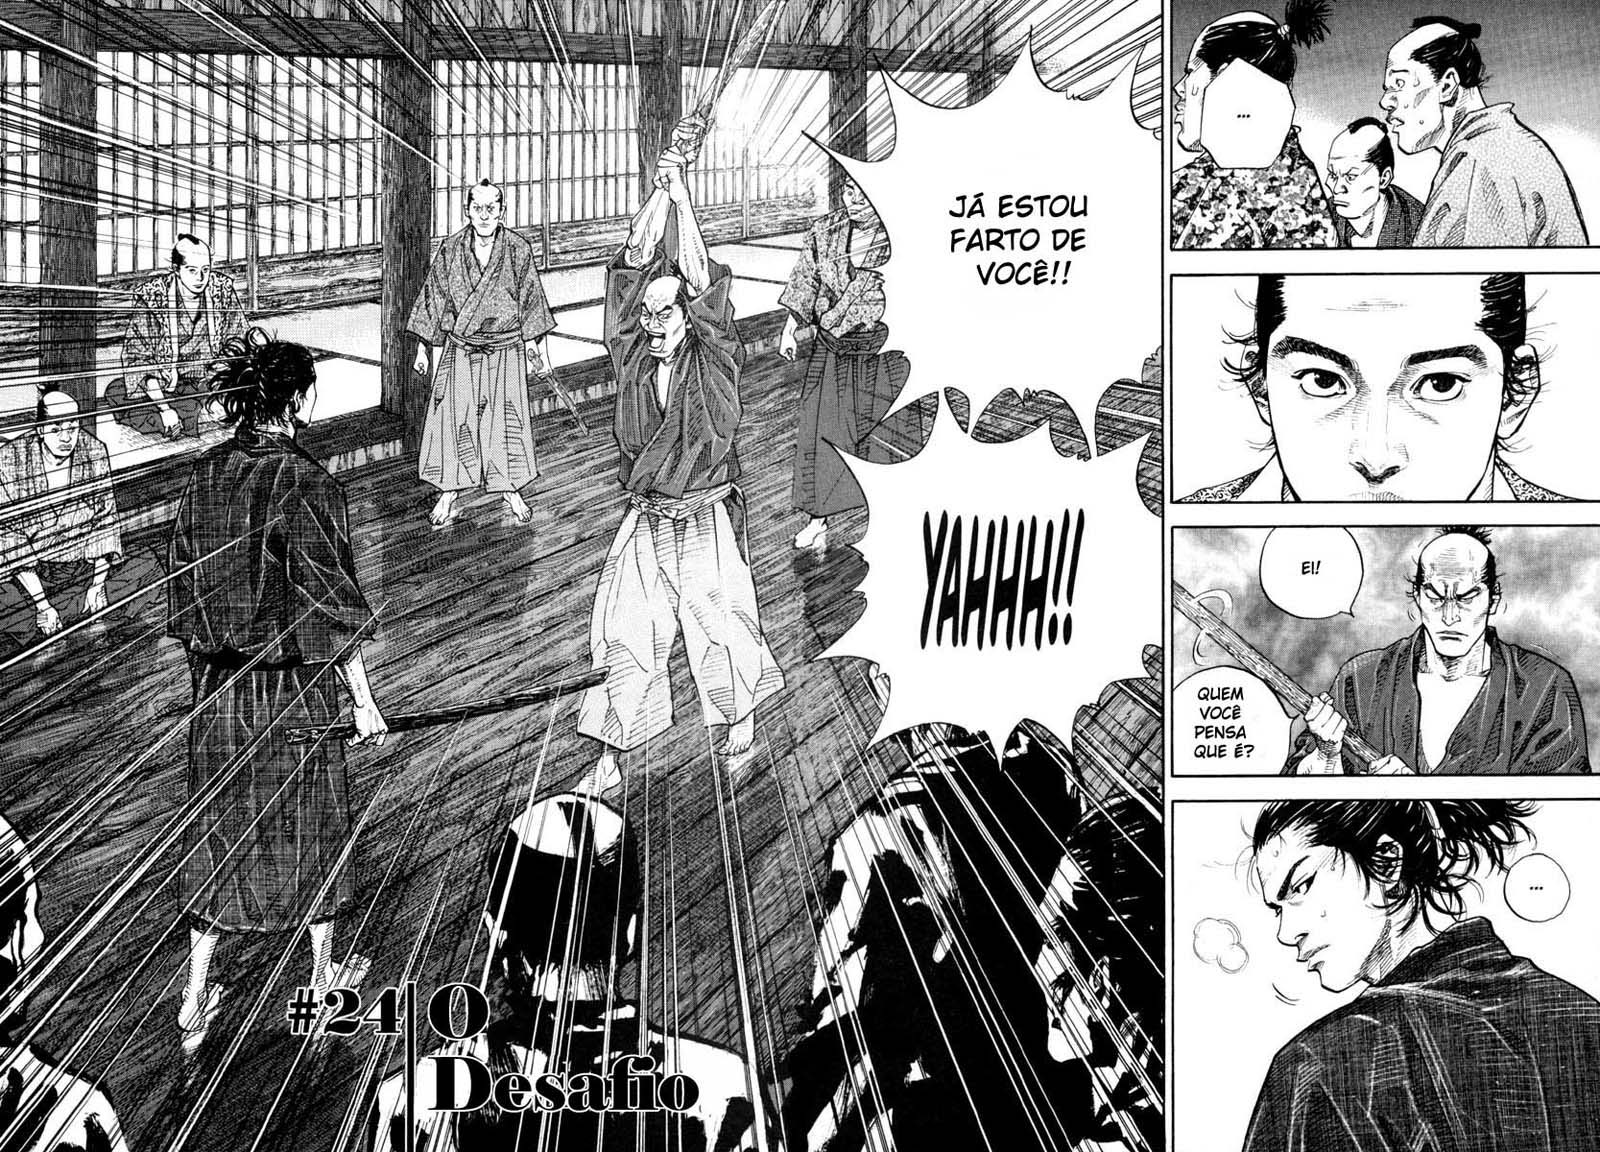 ...
EI!
QUEM
VOCÊ
PENSA
QUE É?
...
JÁ ESTOU
FARTO DE
VOCÊ!!
YAHHH!!
#24 O
Desafio